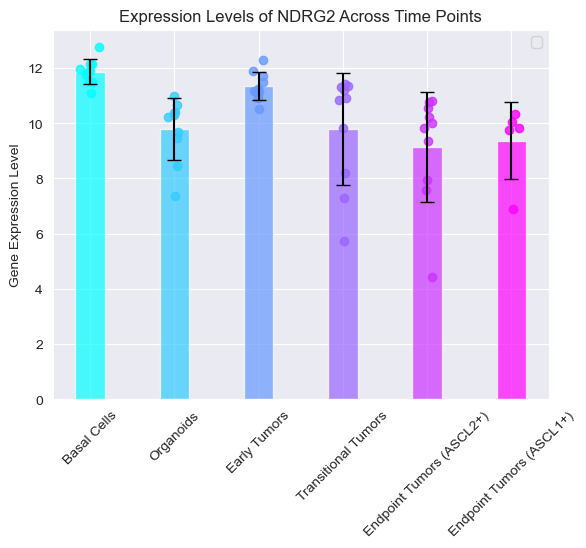 Expression Levels of NDRG2 Across Time Points
Gene Expression Level
12
10
8
6
4
2
0
Basal Cells
Organoids
Early Tumors
Transitional Tumors
Endpoint Tumors (ASCL2+)
Endpoint Tumors (ASCL1+)